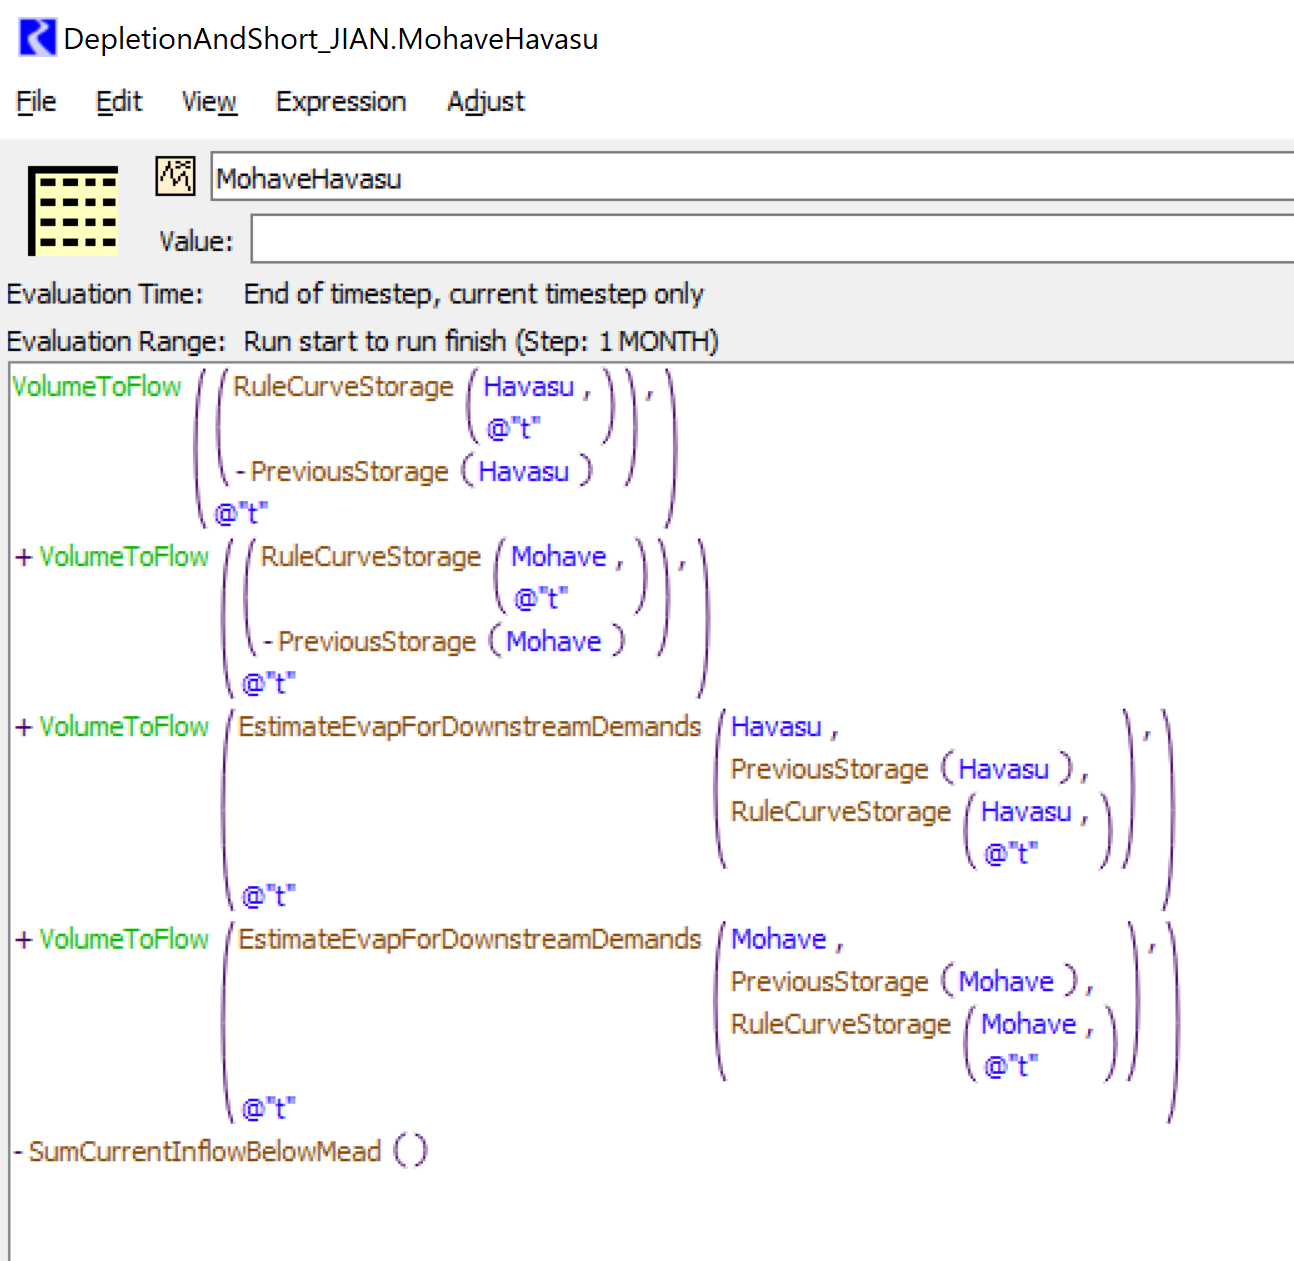 DepletionAndShort_JIAN.MohaveHavasu
File Edit View Expression Adjust
MohaveHavasu
Value:
Evaluation Time: End of timestep, current timestep only
Evaluation Range: Run start to run finish (Step: 1 MONTH)
VolumeToFlow ( ( RuleCurveStorage ( Havasu , ) ) , )
@"t"
- PreviousStorage ( Havasu )
@"t"
+ VolumeToFlow ( ( RuleCurveStorage ( Mohave , ) ) , )
@"t"
- PreviousStorage ( Mohave )
@"t"
+ VolumeToFlow ( EstimateEvapForDownstreamDemands ( Havasu , ) , )
PreviousStorage ( Havasu ) ,
RuleCurveStorage ( Havasu , )
@"t"
@"t"
+ VolumeToFlow ( EstimateEvapForDownstreamDemands ( Mohave , ) , )
PreviousStorage ( Mohave ) ,
RuleCurveStorage ( Mohave , )
@"t"
@"t"
- SumCurrentInflowBelowMead ( )